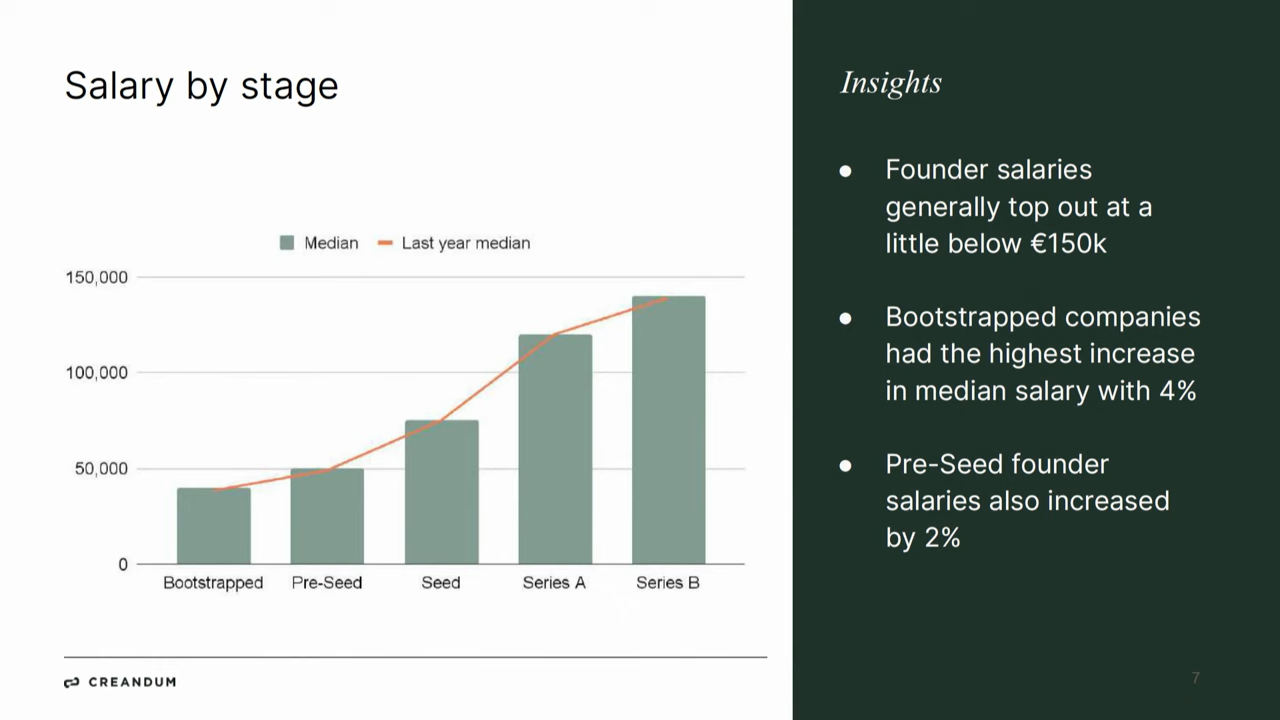 Salary by stage
Median
Last year median
150,000
100,000
50,000
0
Bootstrapped
Pre-Seed
Seed
Series A
Series B
CREANDUM
Insights
● Founder salaries
generally top out at a
little below €150k
● Bootstrapped companies
had the highest increase
in median salary with 4%
● Pre-Seed founder
salaries also increased
by 2%
7